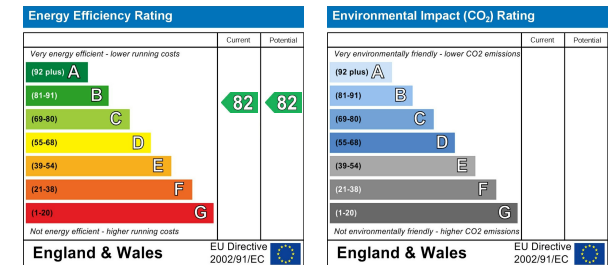 Energy Efficiency Rating
Current Potential
Very energy efficient - lower running costs
(92 plus) A
(81-91) B
82 82
(69-80) C
(55-68) D
(39-54) E
(21-38) F
(1-20) G
Not energy efficient - higher running costs
England & Wales
EU Directive
2002/91/EC
Environmental Impact (CO₂) Rating
Current Potential
Very environmentally friendly - lower CO2 emissions
(92 plus) A
(81-91) B
(69-80) C
(55-68) D
(39-54) E
(21-38) F
(1-20) G
Not environmentally friendly - higher CO2 emissions
England & Wales
EU Directive
2002/91/EC